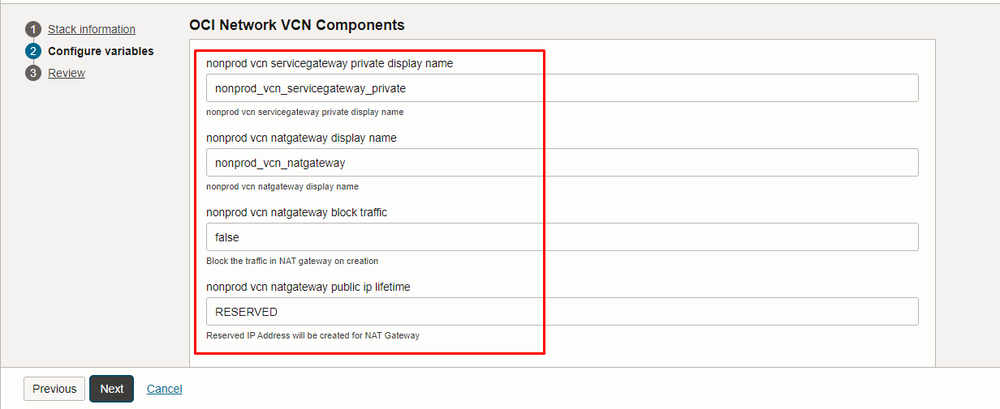 OCI Network VCN Components
1 Stack information
2 Configure variables
3 Review
nonprod vcn servicegateway private display name
nonprod_vcn_servicegateway_private
nonprod vcn servicegateway private display name
nonprod vcn natgateway display name
nonprod_vcn_natgateway
nonprod vcn natgateway display name
nonprod vcn natgateway block traffic
false
Block the traffic in NAT gateway on creation
nonprod vcn natgateway public ip lifetime
RESERVED
Reserved IP Address will be created for NAT Gateway
Previous Next Cancel